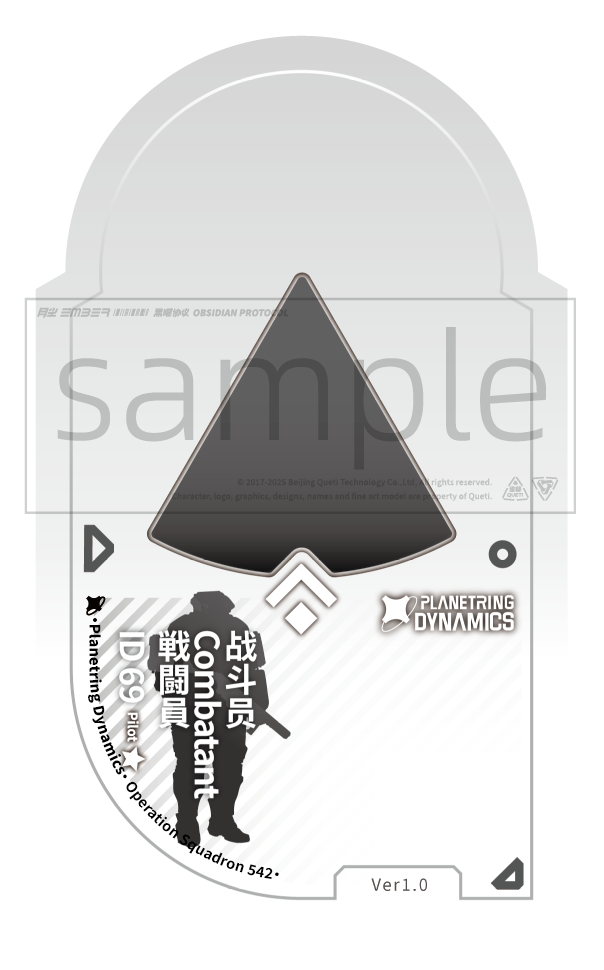 EMBER 黑曜协议 OBSIDIAN PROTOCOL
sample
© 2017-2025 Beijing Queti Technology Co.,Ltd. All rights reserved.
Character, logo, graphics, designs, names and fine art model are property of Queti.
QUETI
PLANETRING
DYNAMICS
战斗员
Combatant
戦闘員
ID 69 Pilot
•Planetring Dynamics• Operation Squadron 542•
Ver1.0